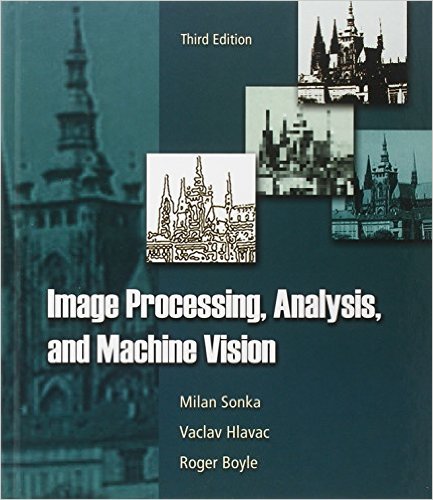 Third Edition
Image Processing, Analysis,
and Machine Vision
Milan Sonka
Vaclav Hlavac
Roger Boyle